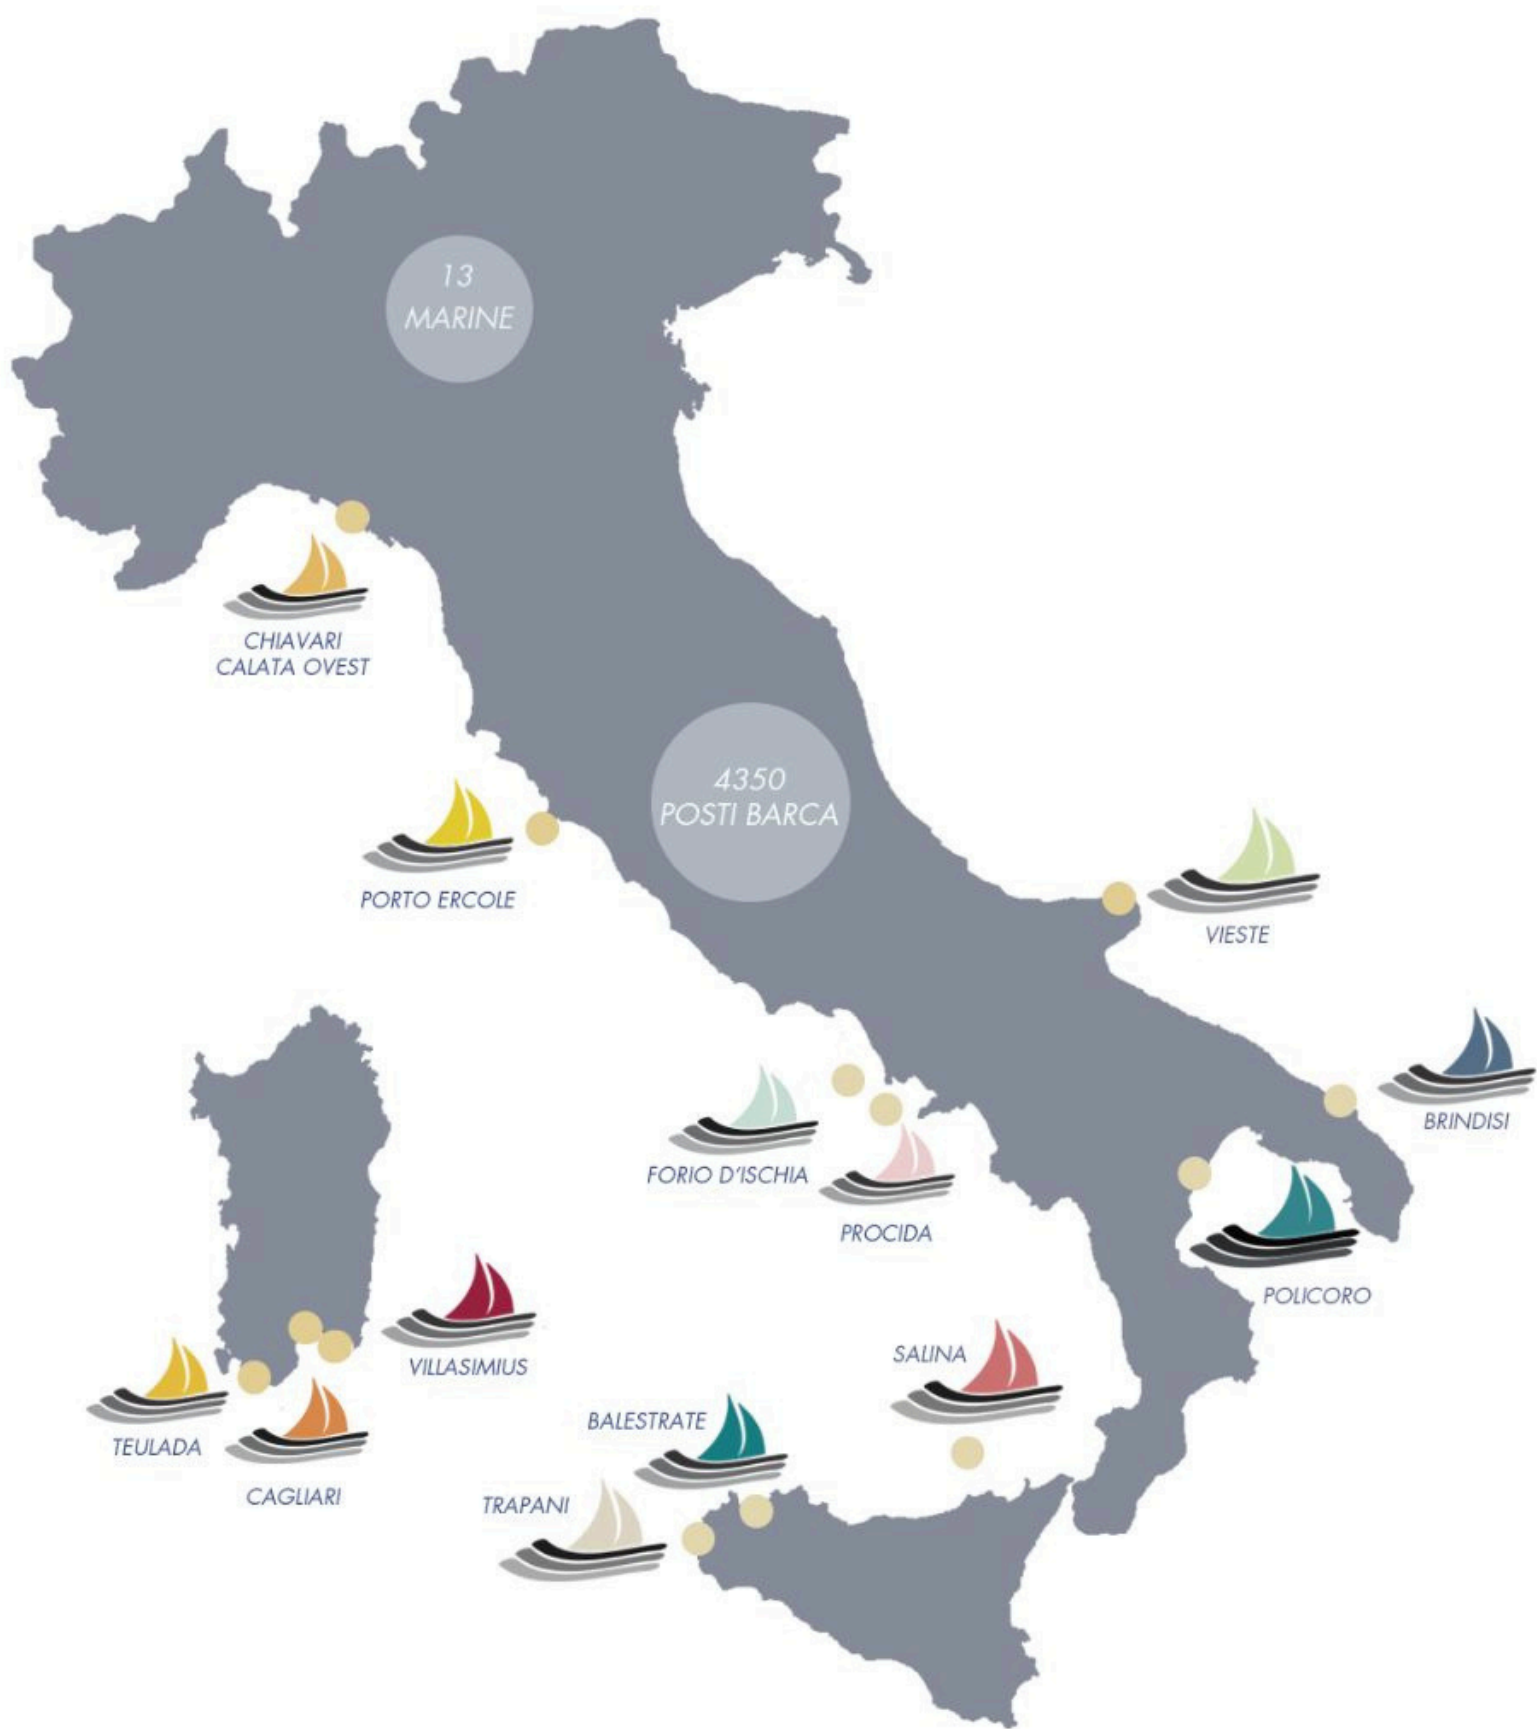 13
MARINE
CHIAVARI
CALATA OVEST
4350
POSTI BARCA
PORTO ERCOLE
VIESTE
BRINDISI
FORIO D'ISCHIA
PROCIDA
POLICORO
VILLASIMIUS
SALINA
TEULADA
BALESTRATE
CAGLIARI
TRAPANI